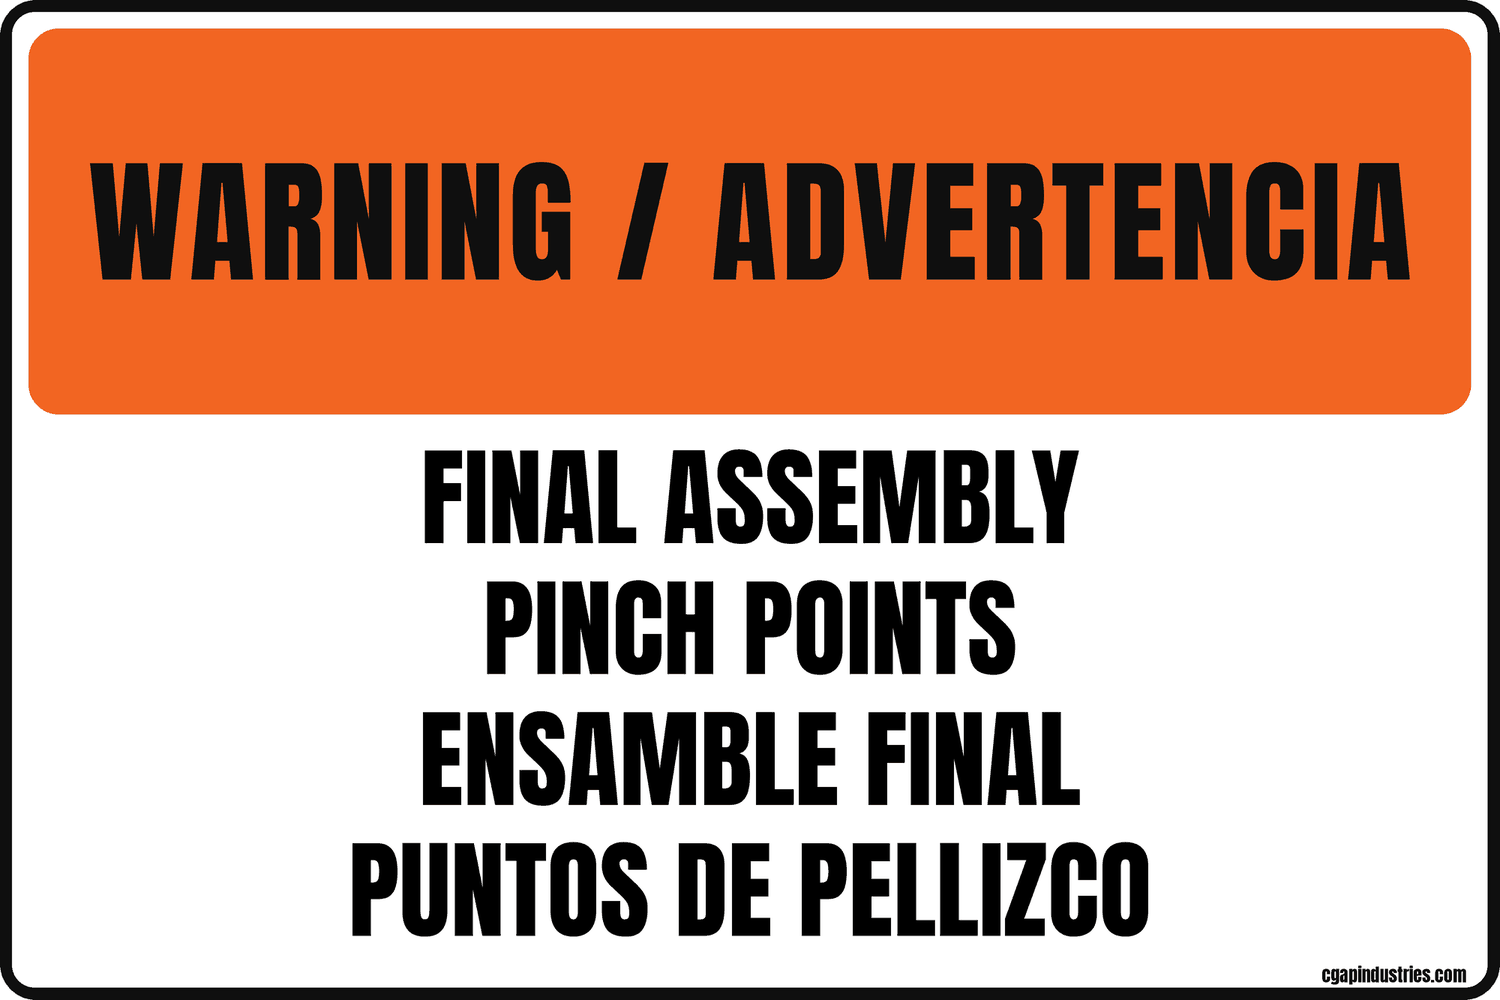 WARNING / ADVERTENCIA
FINAL ASSEMBLY
PINCH POINTS
ENSAMBLE FINAL
PUNTOS DE PELLIZCO
cgapindustries.com